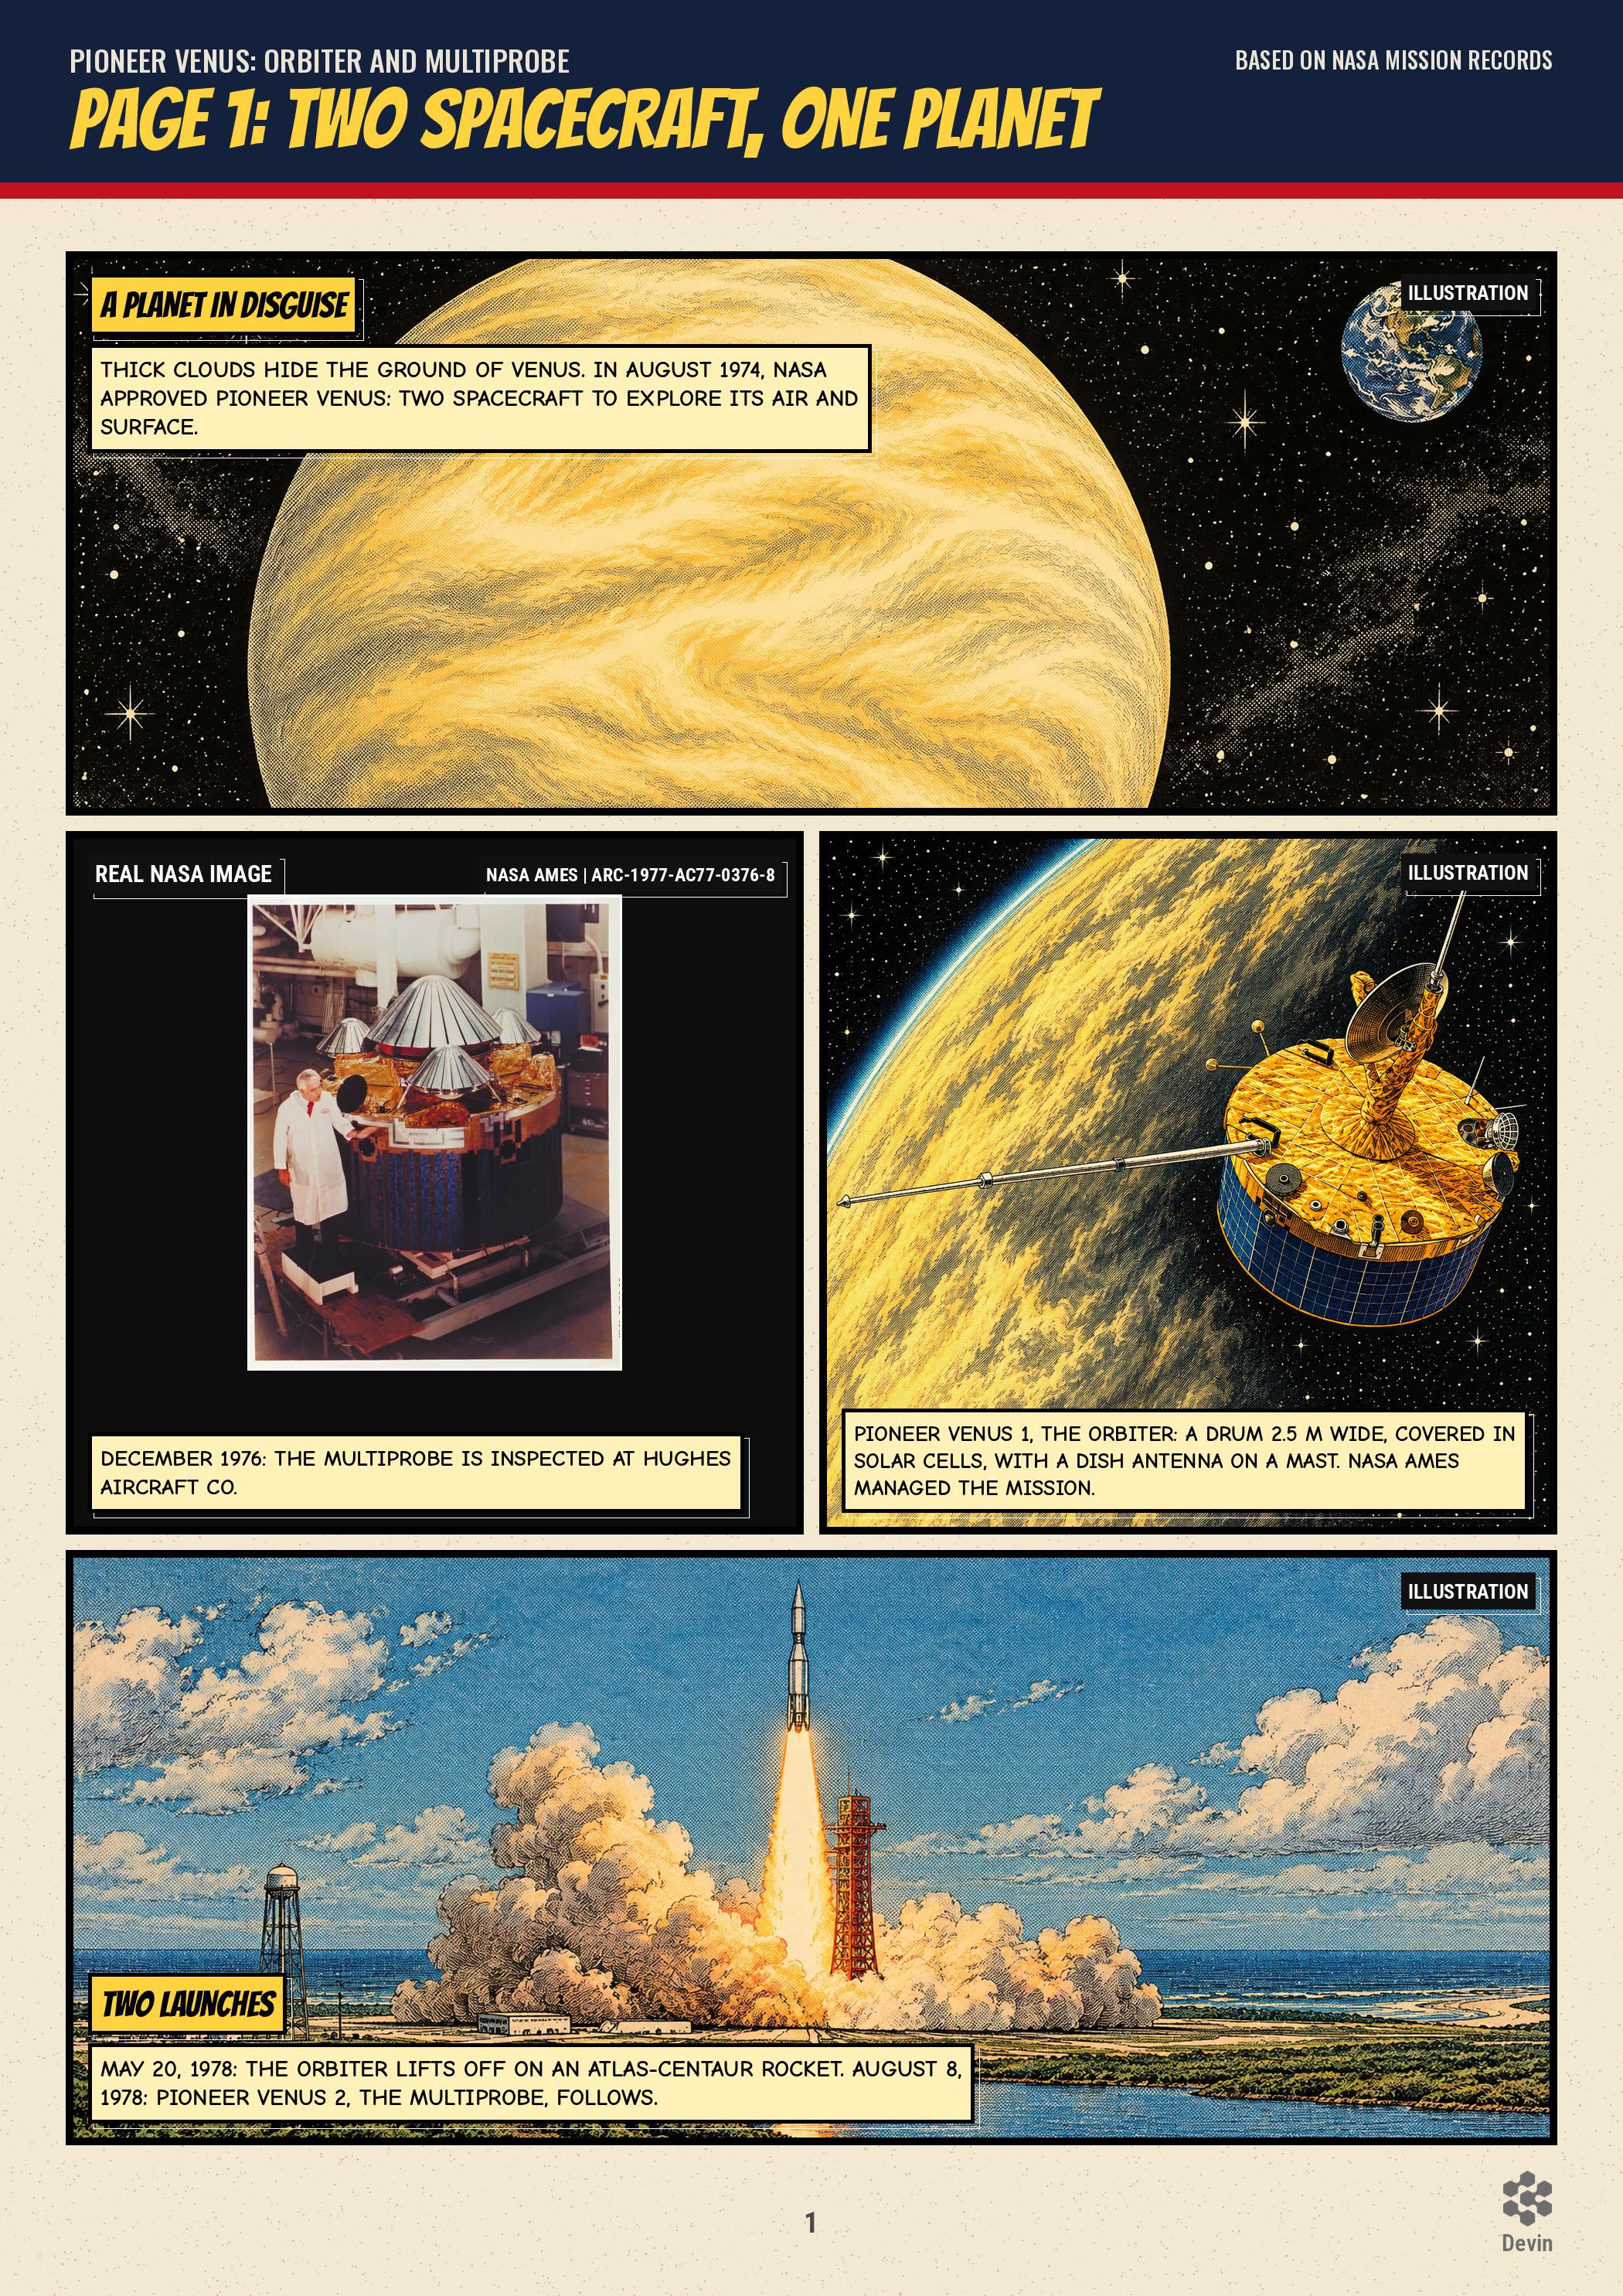 PIONEER VENUS: ORBITER AND MULTIPROBE
BASED ON NASA MISSION RECORDS
PAGE 1: TWO SPACECRAFT, ONE PLANET
A PLANET IN DISGUISE
ILLUSTRATION
THICK CLOUDS HIDE THE GROUND OF VENUS. IN AUGUST 1974, NASA
APPROVED PIONEER VENUS: TWO SPACECRAFT TO EXPLORE ITS AIR AND
SURFACE.
REAL NASA IMAGE
NASA AMES | ARC-1977-AC77-0376-8
DECEMBER 1976: THE MULTIPROBE IS INSPECTED AT HUGHES
AIRCRAFT CO.
ILLUSTRATION
PIONEER VENUS 1, THE ORBITER: A DRUM 2.5 M WIDE, COVERED IN
SOLAR CELLS, WITH A DISH ANTENNA ON A MAST. NASA AMES
MANAGED THE MISSION.
ILLUSTRATION
TWO LAUNCHES
MAY 20, 1978: THE ORBITER LIFTS OFF ON AN ATLAS-CENTAUR ROCKET. AUGUST 8,
1978: PIONEER VENUS 2, THE MULTIPROBE, FOLLOWS.
1
Devin